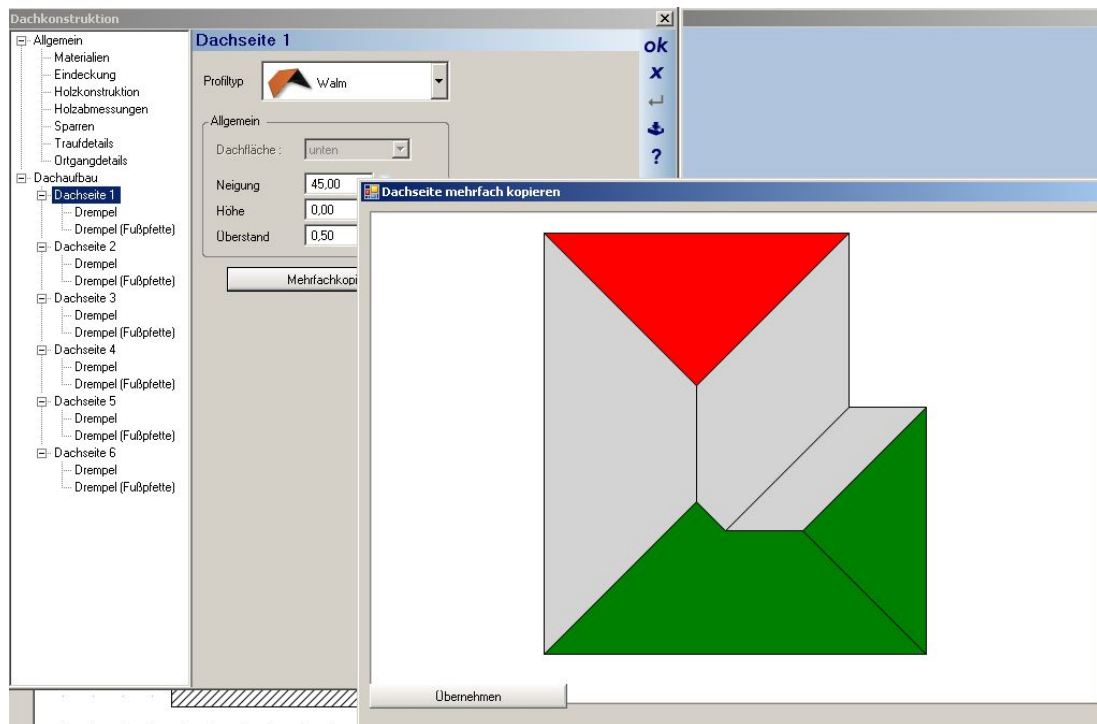 Dachkonstruktion
Allgemein
Materialien
Eindeckung
Holzkonstruktion
Holzabmessungen
Sparren
Traufdetails
Ortgangdetails
Dachaufbau
Dachseite 1
Drempel
Drempel (Fußpfette)
Dachseite 2
Drempel
Drempel (Fußpfette)
Dachseite 3
Drempel
Drempel (Fußpfette)
Dachseite 4
Drempel
Drempel (Fußpfette)
Dachseite 5
Drempel
Drempel (Fußpfette)
Dachseite 6
Drempel
Drempel (Fußpfette)
Dachseite 1
Profiltyp Walm
Allgemein
Dachfläche : unten
Neigung 45,00
Höhe 0,00
Überstand 0,50
Mehrfachkopi
ok
x
?
Dachseite mehrfach kopieren
Übernehmen